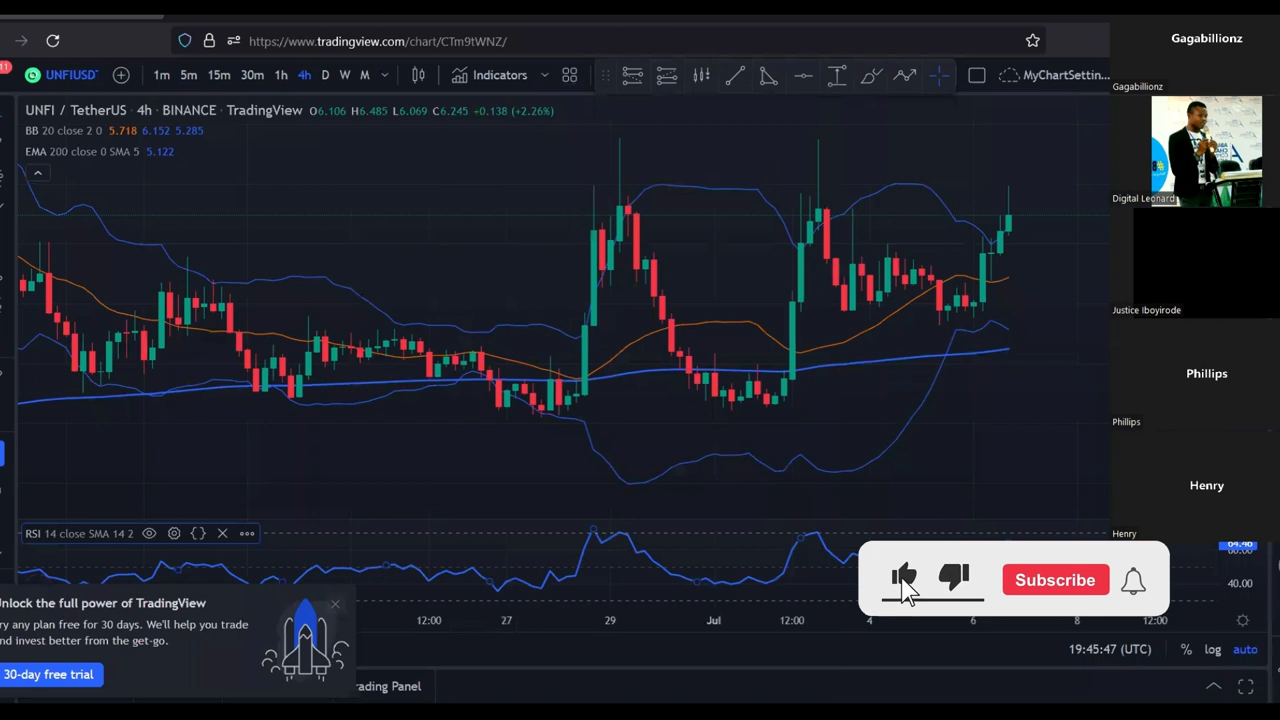 11
https://www.tradingview.com/chart/CTm9tWNZ/
UNFIUSD
1m 5m 15m 30m 1h 4h D W M
Indicators
MyChartSettin...
UNFI / TetherUS · 4h · BINANCE · TradingView O6.106 H6.485 L6.069 C6.245 +0.138 (+2.26%)
BB 20 close 2 0 5.718 6.152 5.285
EMA 200 close 0 SMA 5 5.122
RSI 14 close SMA 14 2
Gagabillionz
Gagabillionz
Digital Leonard
Justice Iboyirode
Phillips
Phillips
Henry
Henry
64.46
60.00
40.00
Subscribe
12:00 27 29 Jul 12:00 4 6 8 12:00
Unlock the full power of TradingView
ry any plan free for 30 days. We'll help you trade
nd invest better from the get-go.
30-day free trial
19:45:47 (UTC) % log auto
rading Panel